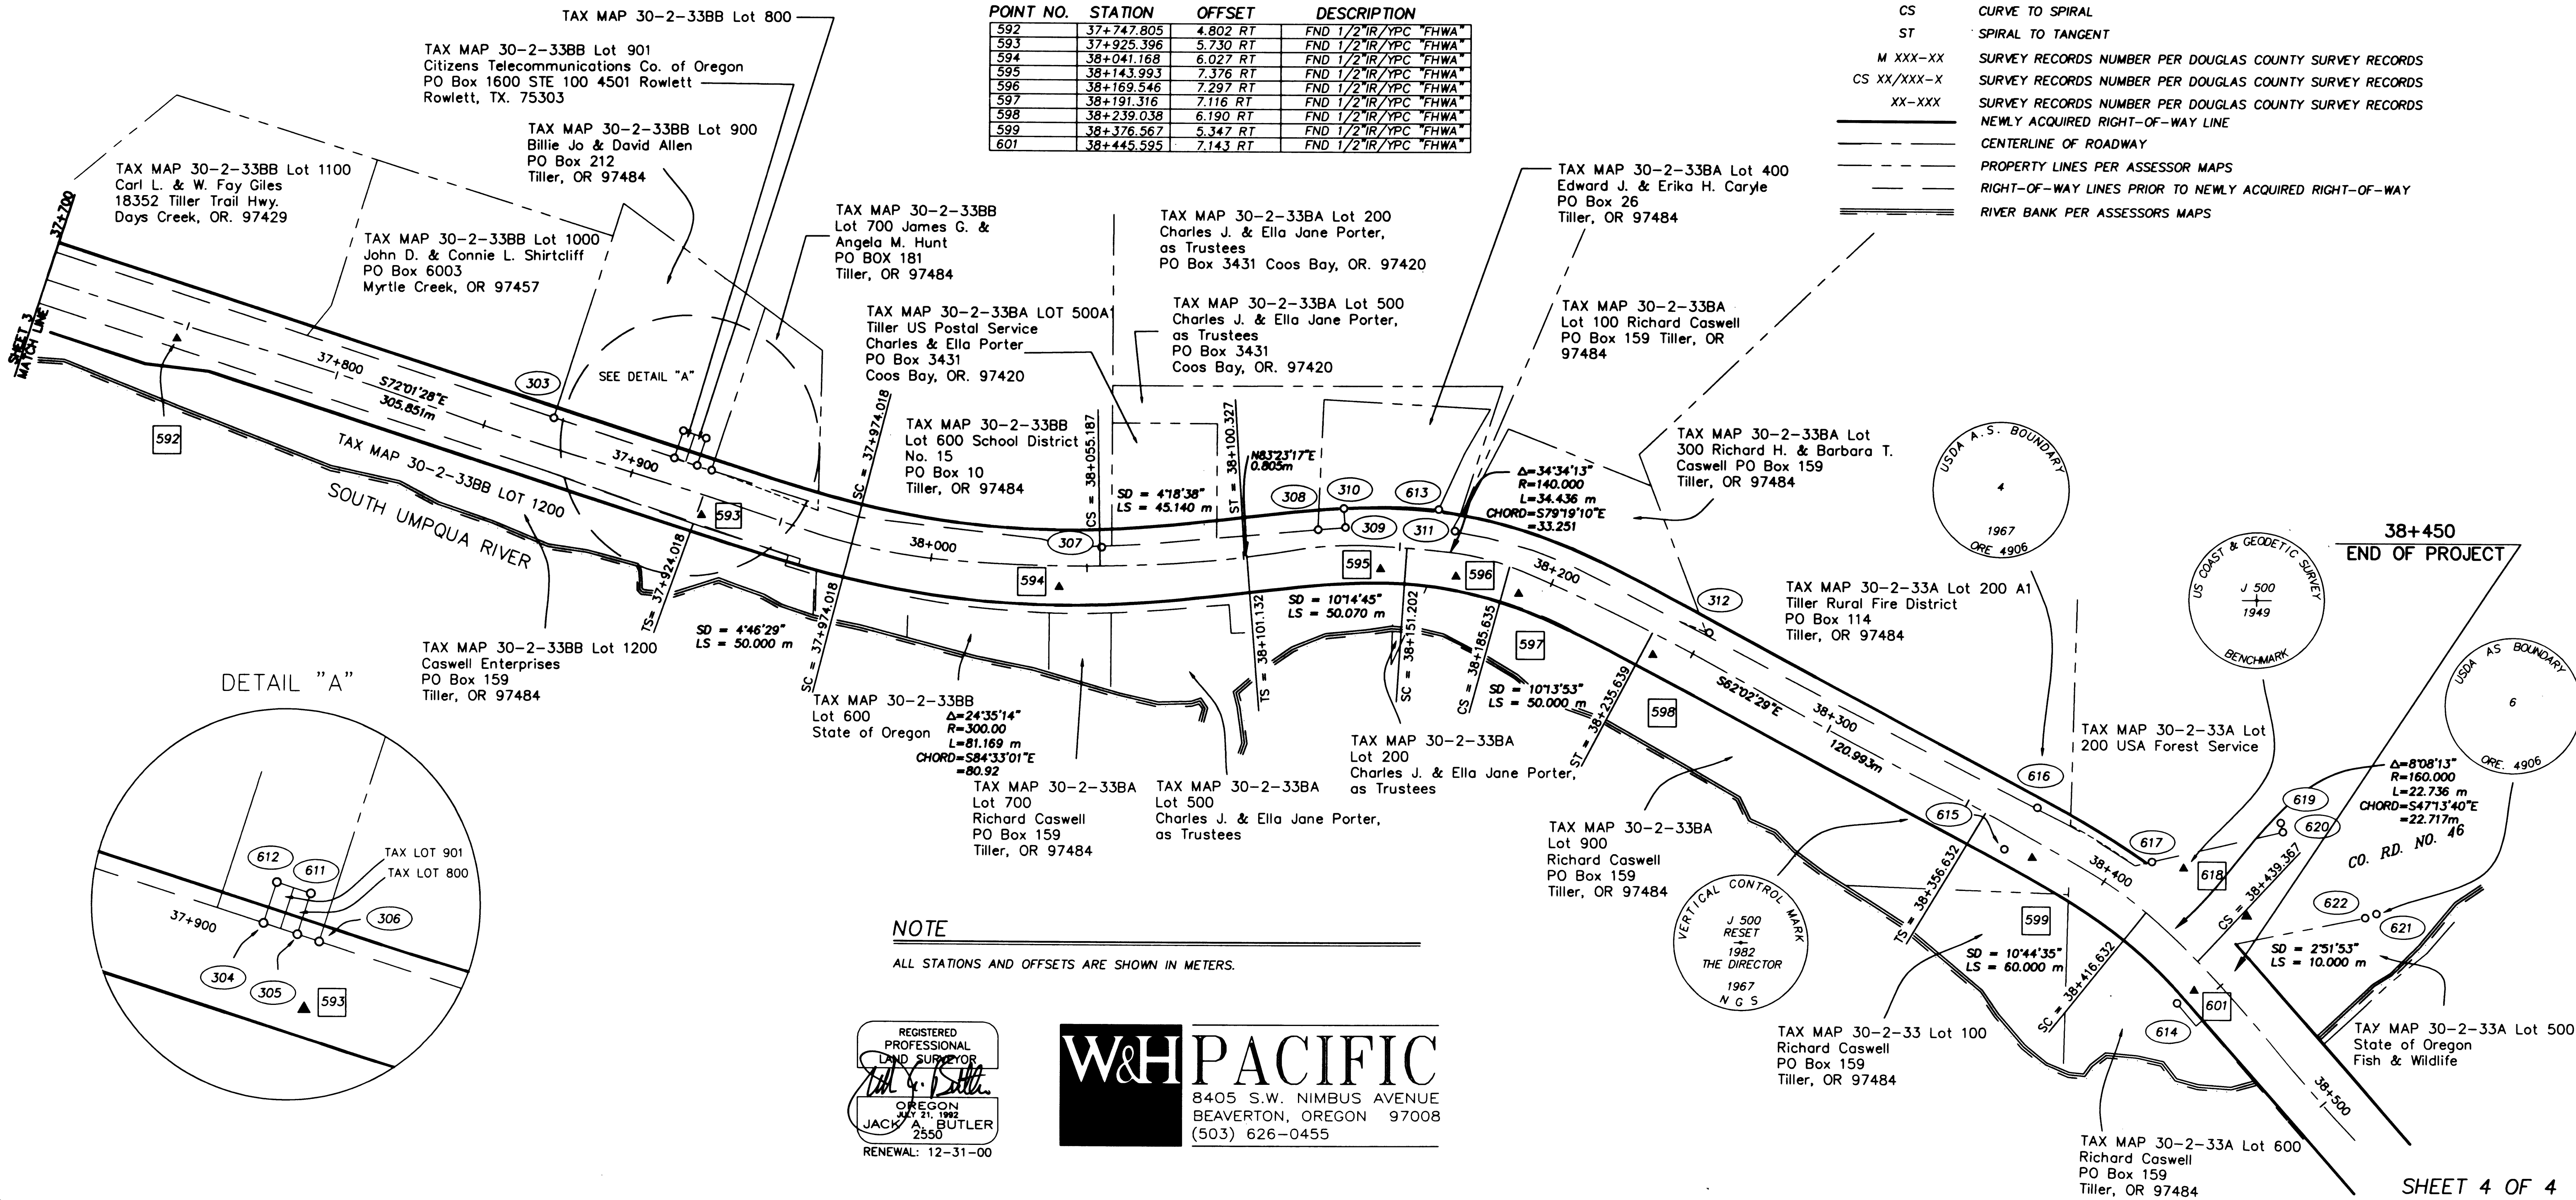 TAX MAP 30-2-33BB Lot 800
TAX MAP 30-2-33BB Lot 901
Citizens Telecommunications Co. of Oregon
PO Box 1600 STE 100 4501 Rowlett
Rowlett, TX. 75303
TAX MAP 30-2-33BB Lot 900
Billie Jo & David Allen
PO Box 212
Tiller, OR 97484
TAX MAP 30-2-33BB Lot 1100
Carl L. & W. Fay Giles
18352 Tiller Trail Hwy.
Days Creek, OR. 97429
TAX MAP 30-2-33BB Lot 1000
John D. & Connie L. Shirtcliff
PO Box 6003
Myrtle Creek, OR 97457
POINT NO. STATION OFFSET DESCRIPTION
592 37+747.805 4.802 RT FND 1/2"IR/YPC "FHWA"
593 37+925.396 5.730 RT FND 1/2"IR/YPC "FHWA"
594 38+041.168 6.027 RT FND 1/2"IR/YPC "FHWA"
595 38+143.993 7.376 RT FND 1/2"IR/YPC "FHWA"
596 38+169.546 7.297 RT FND 1/2"IR/YPC "FHWA"
597 38+191.316 7.116 RT FND 1/2"IR/YPC "FHWA"
598 38+239.038 6.190 RT FND 1/2"IR/YPC "FHWA"
599 38+376.567 5.347 RT FND 1/2"IR/YPC "FHWA"
601 38+445.595 7.143 RT FND 1/2"IR/YPC "FHWA"
CS CURVE TO SPIRAL
ST SPIRAL TO TANGENT
M XXX-XX SURVEY RECORDS NUMBER PER DOUGLAS COUNTY SURVEY RECORDS
CS XX/XXX-X SURVEY RECORDS NUMBER PER DOUGLAS COUNTY SURVEY RECORDS
XX-XXX SURVEY RECORDS NUMBER PER DOUGLAS COUNTY SURVEY RECORDS
NEWLY ACQUIRED RIGHT-OF-WAY LINE
CENTERLINE OF ROADWAY
PROPERTY LINES PER ASSESSOR MAPS
RIGHT-OF-WAY LINES PRIOR TO NEWLY ACQUIRED RIGHT-OF-WAY
RIVER BANK PER ASSESSORS MAPS
TAX MAP 30-2-33BB
Lot 700 James G. &
Angela M. Hunt
PO BOX 181
Tiller, OR 97484
TAX MAP 30-2-33BA Lot 200
Charles J. & Ella Jane Porter,
as Trustees
PO Box 3431 Coos Bay, OR. 97420
TAX MAP 30-2-33BA Lot 400
Edward J. & Erika H. Caryle
PO Box 26
Tiller, OR 97484
TAX MAP 30-2-33BA LOT 500A
Tiller US Postal Service
Charles & Ella Porter
PO Box 3431
Coos Bay, OR. 97420
TAX MAP 30-2-33BA Lot 500
Charles J. & Ella Jane Porter,
as Trustees
PO Box 3431
Coos Bay, OR. 97420
TAX MAP 30-2-33BA
Lot 100 Richard Caswell
PO Box 159 Tiller, OR
97484
TAX MAP 30-2-33BB
Lot 600 School District
No. 15
PO Box 10
Tiller, OR 97484
TAX MAP 30-2-33BA Lot
300 Richard H. & Barbara T.
Caswell PO Box 159
Tiller, OR 97484
37+700
SHEET 3
MATCH LINE
37+800
S72°01'28"E
305.851m
303
SEE DETAIL "A"
592
TAX MAP 30-2-33BB LOT 1200
37+900
SOUTH UMPQUA RIVER
593
TS= 37+924.018
SC = 37+974.018
SC = 37+974.018
SD = 4°46'29"
LS = 50.000 m
38+000
CS = 38+055.187
SD = 4°18'38"
LS = 45.140 m
ST = 38+100.327
N83°23'17"E
0.805m
307
308
310
309
613
311
Δ=34°34'13"
R=140.000
L=34.436 m
CHORD=S79°19'10"E
=33.251
594
595
596
TS = 38+101.132
SD = 10°14'45"
LS = 50.070 m
SC = 38+151.202
CS = 38+185.635
38+200
597
SD = 10°13'53"
LS = 50.000 m
ST = 38+235.639
598
312
S62°02'29"E
120.993m
38+300
USDA A.S. BOUNDARY
4
1967
ORE 4906
US COAST & GEODETIC SURVEY
J 500
1949
BENCHMARK
38+450
END OF PROJECT
USDA AS BOUNDARY
6
ORE. 4906
TAX MAP 30-2-33A Lot 200 A1
Tiller Rural Fire District
PO Box 114
Tiller, OR 97484
TAX MAP 30-2-33A Lot
200 USA Forest Service
TAX MAP 30-2-33BB Lot 1200
Caswell Enterprises
PO Box 159
Tiller, OR 97484
TAX MAP 30-2-33BB
Lot 600
State of Oregon
Δ=24°35'14"
R=300.00
L=81.169 m
CHORD=S84°33'01"E
=80.92
TAX MAP 30-2-33BA
Lot 700
Richard Caswell
PO Box 159
Tiller, OR 97484
TAX MAP 30-2-33BA
Lot 500
Charles J. & Ella Jane Porter,
as Trustees
TAX MAP 30-2-33BA
Lot 200
Charles J. & Ella Jane Porter,
as Trustees
TAX MAP 30-2-33BA
Lot 900
Richard Caswell
PO Box 159
Tiller, OR 97484
616
615
617
618
619
620
Δ=8°08'13"
R=160.000
L=22.736 m
CHORD=S47°13'40"E
=22.717m
CO. RD. NO. 46
TS = 38+356.632
38+400
CS = 38+439.367
599
SD = 10°44'35"
LS = 60.000 m
SC = 38+416.632
622
621
SD = 2°51'53"
LS = 10.000 m
601
614
38+500
VERTICAL CONTROL MARK
J 500
RESET
1982
THE DIRECTOR
1967
N G S
TAX MAP 30-2-33 Lot 100
Richard Caswell
PO Box 159
Tiller, OR 97484
TAX MAP 30-2-33A Lot 600
Richard Caswell
PO Box 159
Tiller, OR 97484
TAY MAP 30-2-33A Lot 500
State of Oregon
Fish & Wildlife
DETAIL "A"
612
611
TAX LOT 901
TAX LOT 800
37+900
306
304
305
593
NOTE
ALL STATIONS AND OFFSETS ARE SHOWN IN METERS.
REGISTERED
PROFESSIONAL
LAND SURVEYOR
OREGON
JULY 21, 1992
JACK A. BUTLER
2550
RENEWAL: 12-31-00
W&H PACIFIC
8405 S.W. NIMBUS AVENUE
BEAVERTON, OREGON 97008
(503) 626-0455
SHEET 4 OF 4